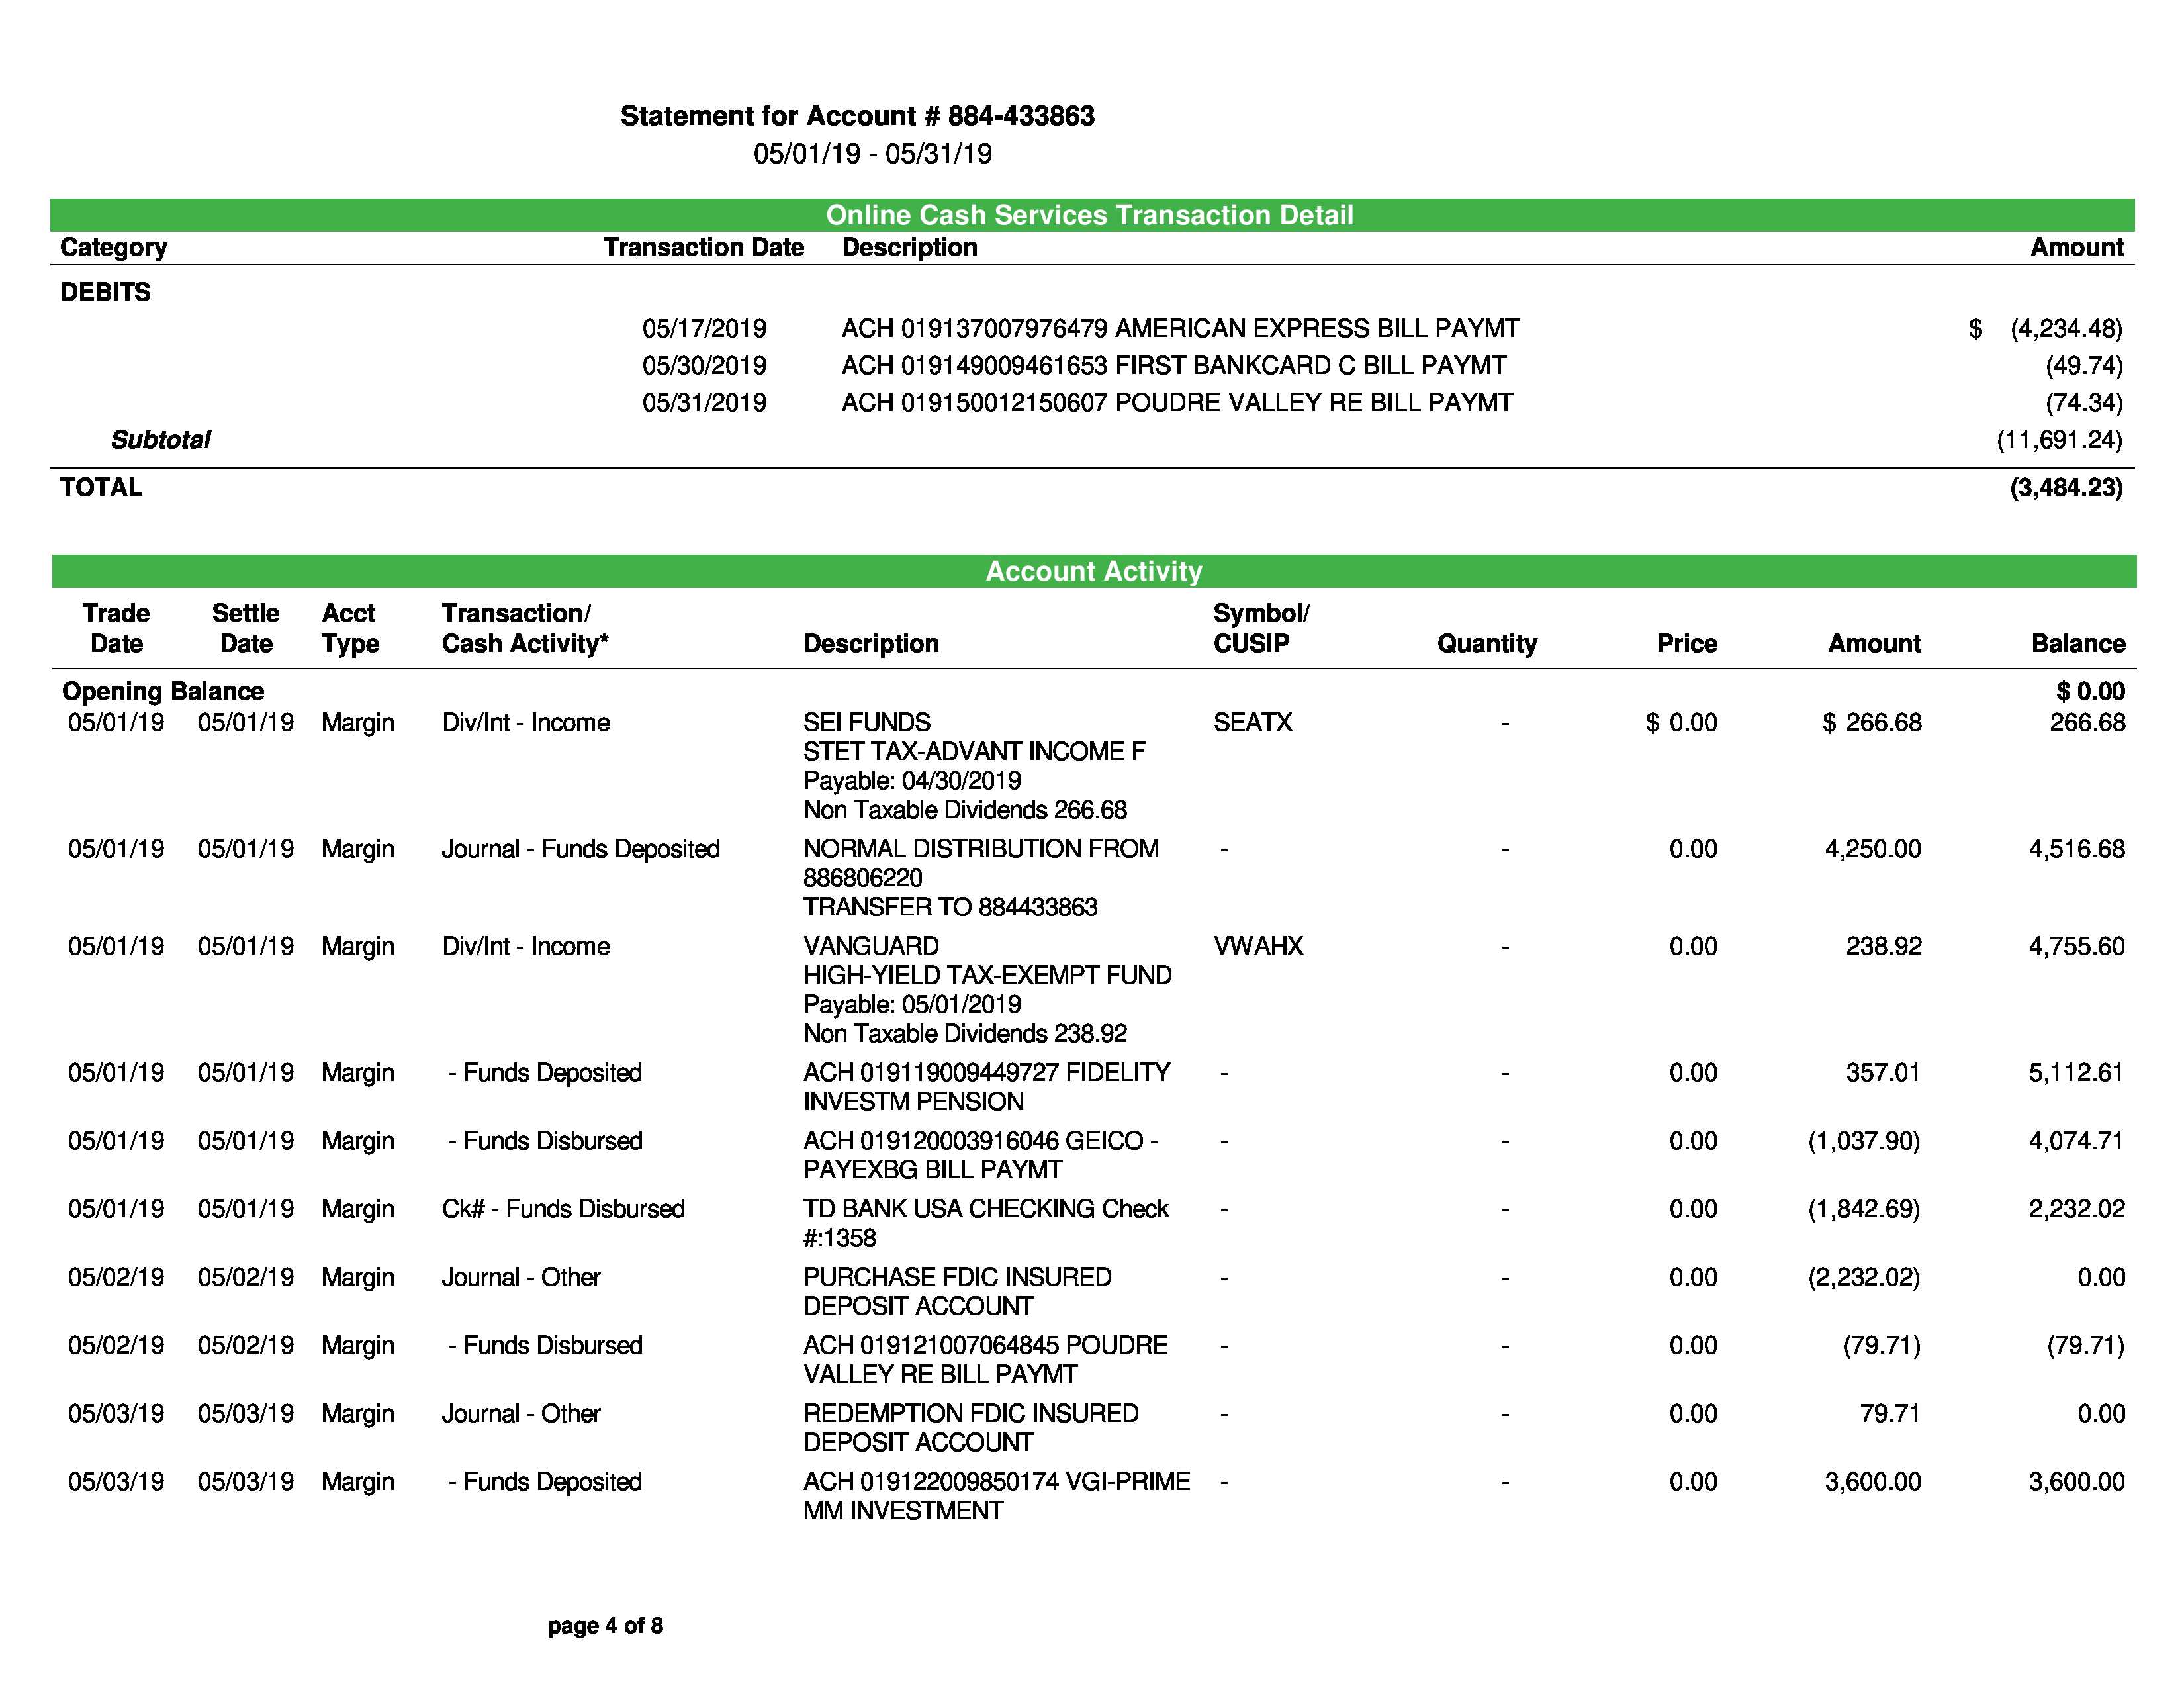 Statement for Account # 884-433863
05/01/19 - 05/31/19
Online Cash Services Transaction Detail
Category Transaction Date Description Amount
DEBITS
05/17/2019 ACH 019137007976479 AMERICAN EXPRESS BILL PAYMT $ (4,234.48)
05/30/2019 ACH 019149009461653 FIRST BANKCARD C BILL PAYMT (49.74)
05/31/2019 ACH 019150012150607 POUDRE VALLEY RE BILL PAYMT (74.34)
Subtotal (11,691.24)
TOTAL (3,484.23)
Account Activity
Trade Settle Acct Transaction/ Symbol/
Date Date Type Cash Activity* Description CUSIP Quantity Price Amount Balance
Opening Balance $ 0.00
05/01/19 05/01/19 Margin Div/Int - Income SEI FUNDS SEATX - $ 0.00 $ 266.68 266.68
STET TAX-ADVANT INCOME F
Payable: 04/30/2019
Non Taxable Dividends 266.68
05/01/19 05/01/19 Margin Journal - Funds Deposited NORMAL DISTRIBUTION FROM - - 0.00 4,250.00 4,516.68
886806220
TRANSFER TO 884433863
05/01/19 05/01/19 Margin Div/Int - Income VANGUARD VWAHX - 0.00 238.92 4,755.60
HIGH-YIELD TAX-EXEMPT FUND
Payable: 05/01/2019
Non Taxable Dividends 238.92
05/01/19 05/01/19 Margin - Funds Deposited ACH 019119009449727 FIDELITY - - 0.00 357.01 5,112.61
INVESTM PENSION
05/01/19 05/01/19 Margin - Funds Disbursed ACH 019120003916046 GEICO - - - 0.00 (1,037.90) 4,074.71
PAYEXBG BILL PAYMT
05/01/19 05/01/19 Margin Ck# - Funds Disbursed TD BANK USA CHECKING Check - - 0.00 (1,842.69) 2,232.02
#:1358
05/02/19 05/02/19 Margin Journal - Other PURCHASE FDIC INSURED - - 0.00 (2,232.02) 0.00
DEPOSIT ACCOUNT
05/02/19 05/02/19 Margin - Funds Disbursed ACH 019121007064845 POUDRE - - 0.00 (79.71) (79.71)
VALLEY RE BILL PAYMT
05/03/19 05/03/19 Margin Journal - Other REDEMPTION FDIC INSURED - - 0.00 79.71 0.00
DEPOSIT ACCOUNT
05/03/19 05/03/19 Margin - Funds Deposited ACH 019122009850174 VGI-PRIME - - 0.00 3,600.00 3,600.00
MM INVESTMENT
page 4 of 8